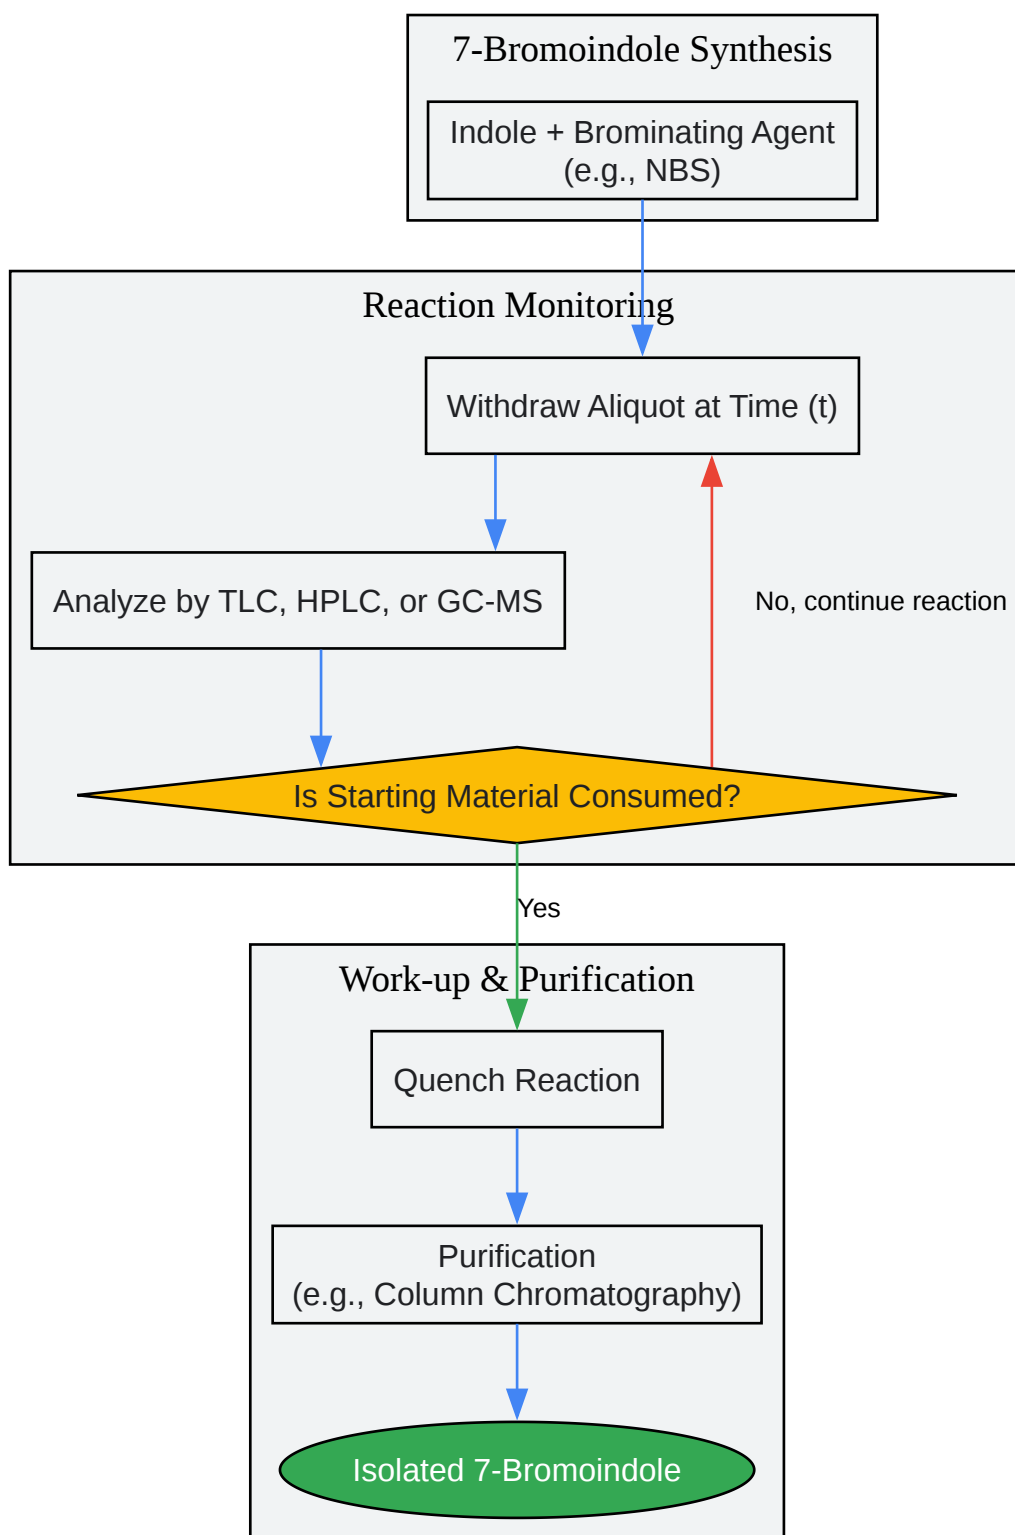 7-Bromoindole Synthesis
Indole + Brominating Agent
(e.g., NBS)
Reaction Monitoring
Withdraw Aliquot at Time (t)
Analyze by TLC, HPLC, or GC-MS
No, continue reaction
Is Starting Material Consumed?
Yes
Work-up & Purification
Quench Reaction
Purification
(e.g., Column Chromatography)
Isolated 7-Bromoindole